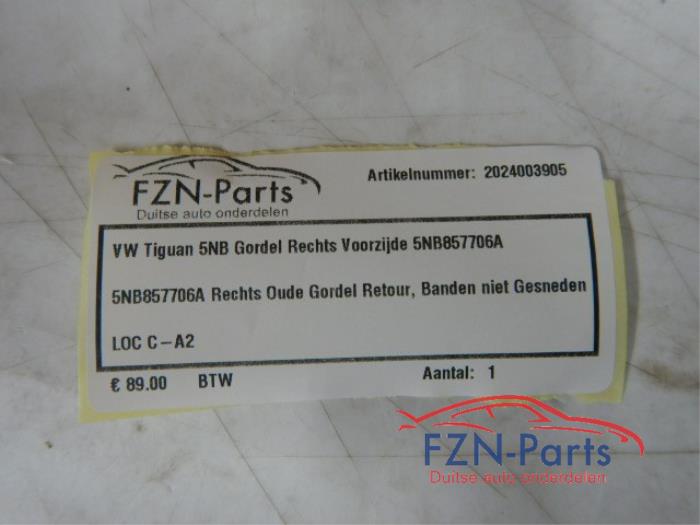 FZN-Parts
Duitse auto onderdelen
Artikelnummer: 2024003905
VW Tiguan 5NB Gordel Rechts Voorzijde 5NB857706A
5NB857706A Rechts Oude Gordel Retour, Banden niet Gesneden
LOC C-A2
€ 89.00 BTW Aantal: 1
FZN-Parts
Duitse auto onderdelen